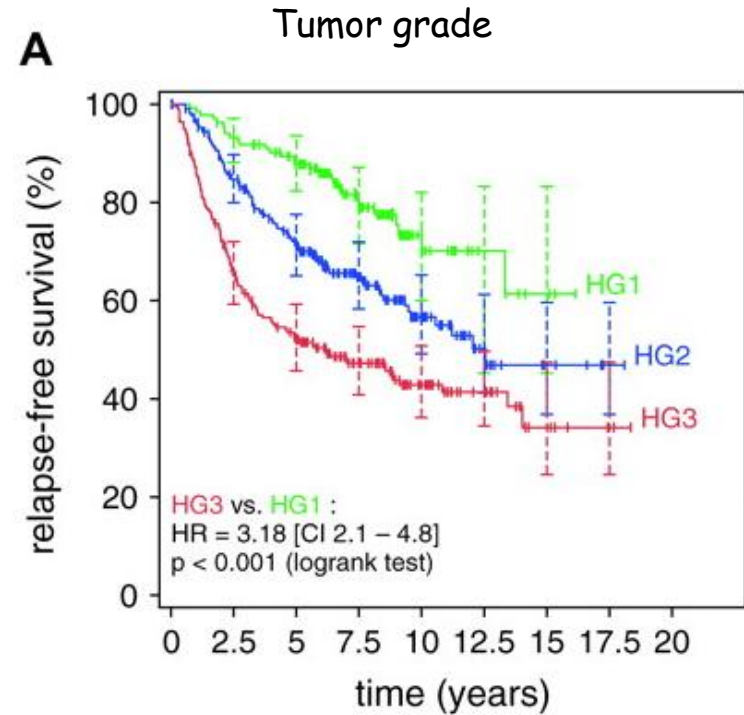 Tumor grade
A
relapse-free survival (%)
100
80
60
40
20
0
HG1
HG2
HG3
HG3 vs. HG1 :
HR = 3.18 [CI 2.1 – 4.8]
p < 0.001 (logrank test)
0 2.5 5 7.5 10 12.5 15 17.5 20
time (years)